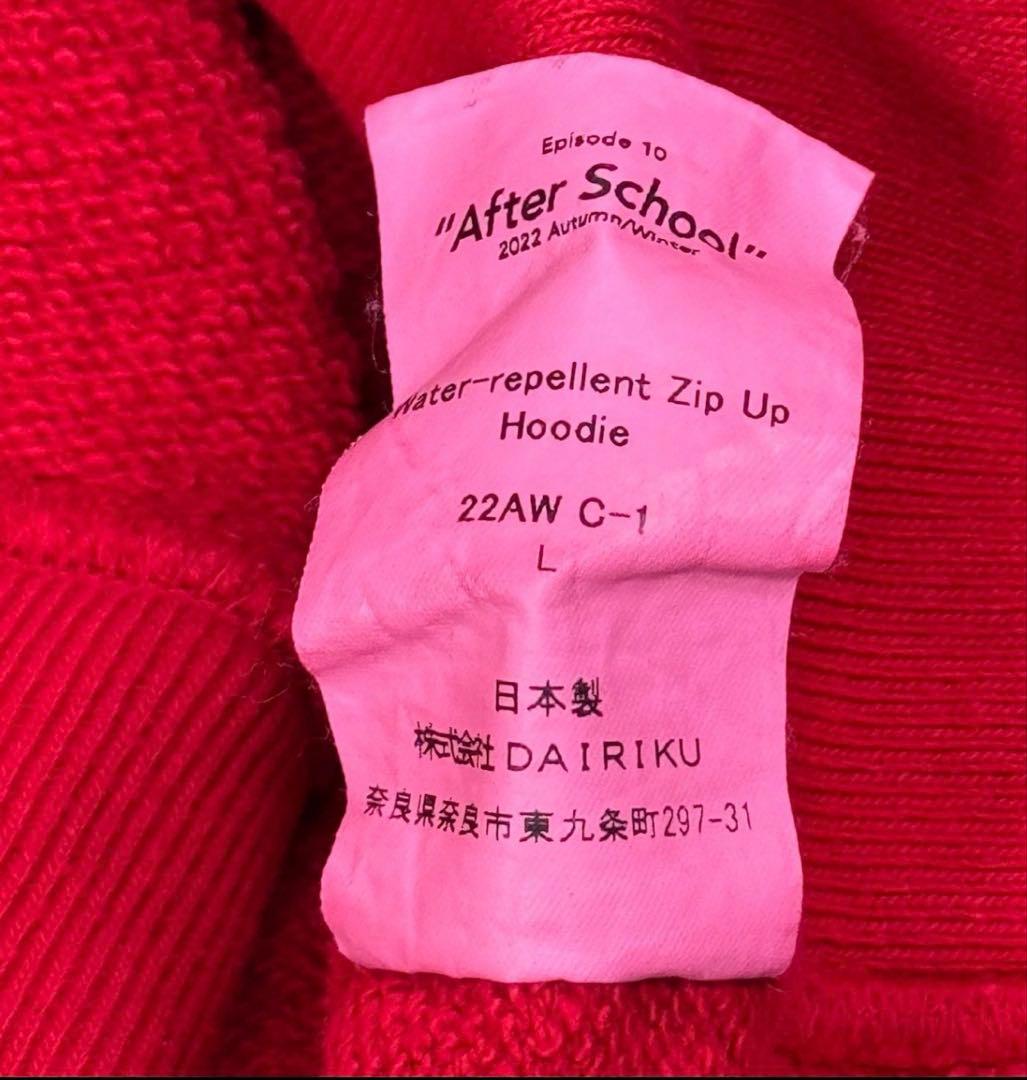 Episode 10
"After School"
2022 Autumn/Winter
Water-repellent Zip Up
Hoodie
22AW C-1
L
日本製
株式会社DAIRIKU
奈良県奈良市東九条町297-31